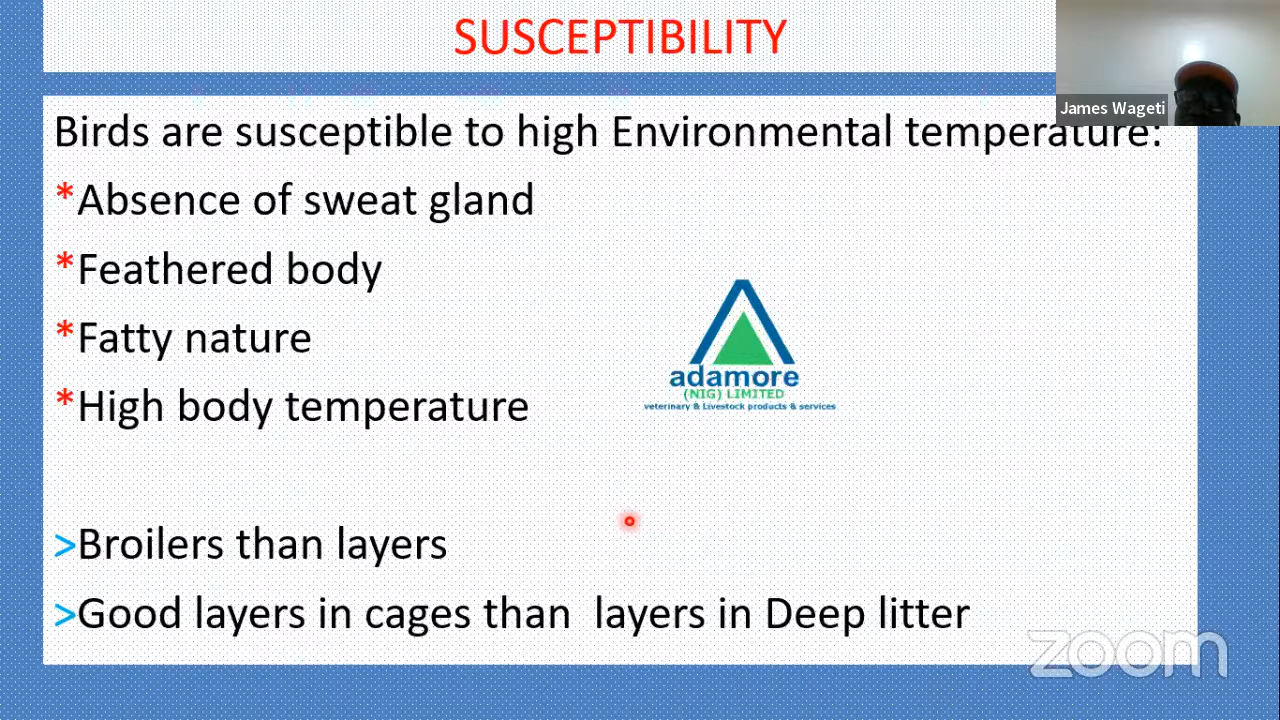 SUSCEPTIBILITY
James Wageti
Birds are susceptible to high Environmental temperature:
*Absence of sweat gland
*Feathered body
*Fatty nature
*High body temperature
adamore
(NIG) LIMITED
veterinary & Livestock products & services
>Broilers than layers
>Good layers in cages than layers in Deep litter
zoom